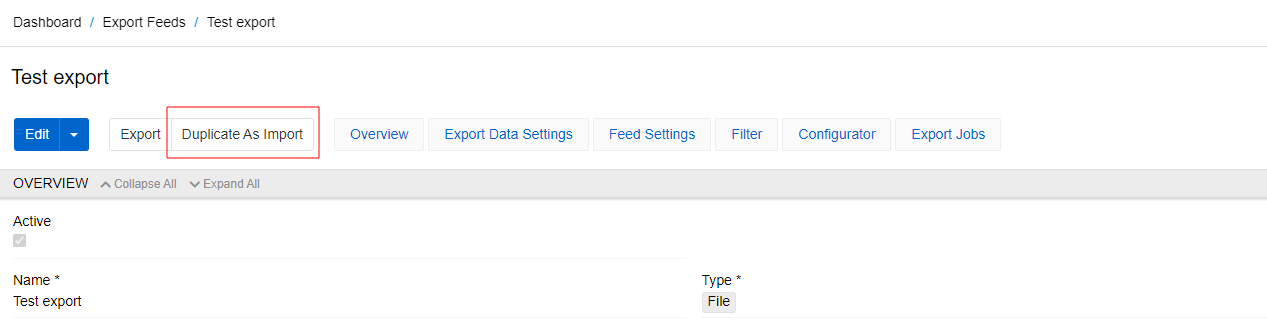 Dashboard / Export Feeds / Test export
Test export
Edit Export Duplicate As Import Overview Export Data Settings Feed Settings Filter Configurator Export Jobs
OVERVIEW Collapse All Expand All
Active
Name * Type *
Test export File